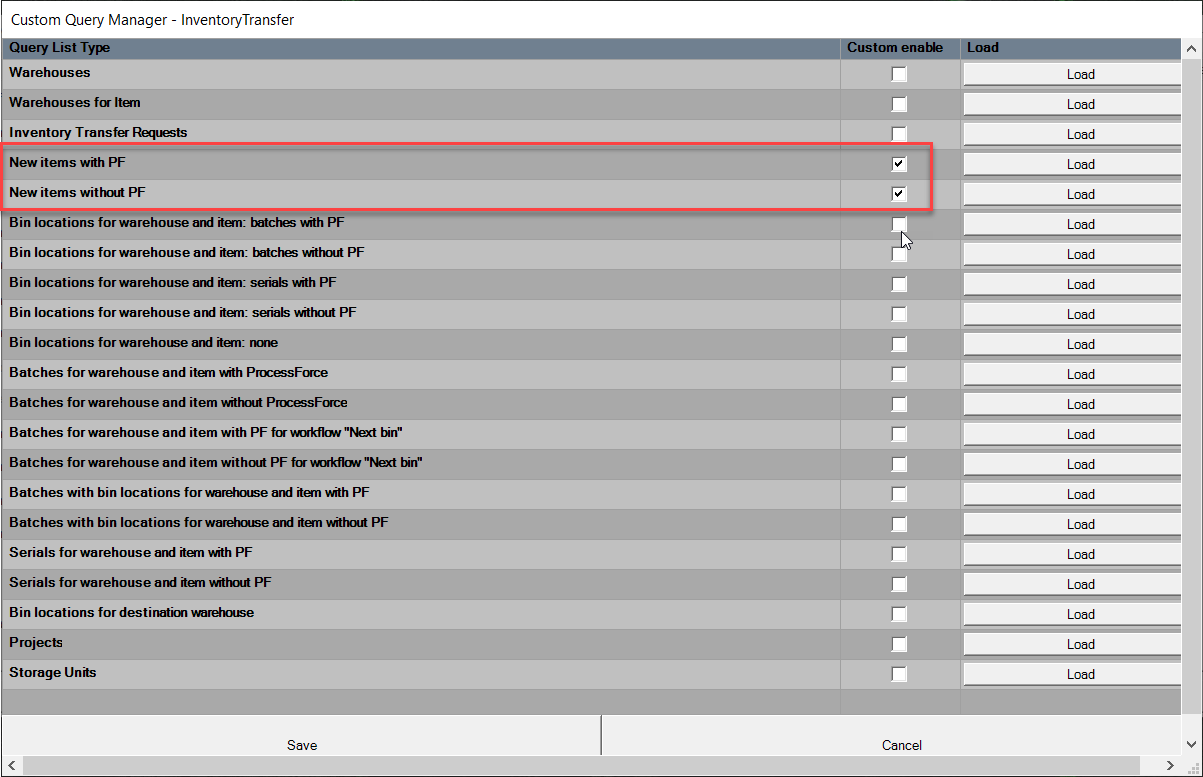 Custom Query Manager - InventoryTransfer
Query List Type Custom enable Load
Warehouses Load
Warehouses for Item Load
Inventory Transfer Requests Load
New items with PF Load
New items without PF Load
Bin locations for warehouse and item: batches with PF Load
Bin locations for warehouse and item: batches without PF Load
Bin locations for warehouse and item: serials with PF Load
Bin locations for warehouse and item: serials without PF Load
Bin locations for warehouse and item: none Load
Batches for warehouse and item with ProcessForce Load
Batches for warehouse and item without ProcessForce Load
Batches for warehouse and item with PF for workflow "Next bin" Load
Batches for warehouse and item without PF for workflow "Next bin" Load
Batches with bin locations for warehouse and item with PF Load
Batches with bin locations for warehouse and item without PF Load
Serials for warehouse and item with PF Load
Serials for warehouse and item without PF Load
Bin locations for destination warehouse Load
Projects Load
Storage Units Load
Save Cancel